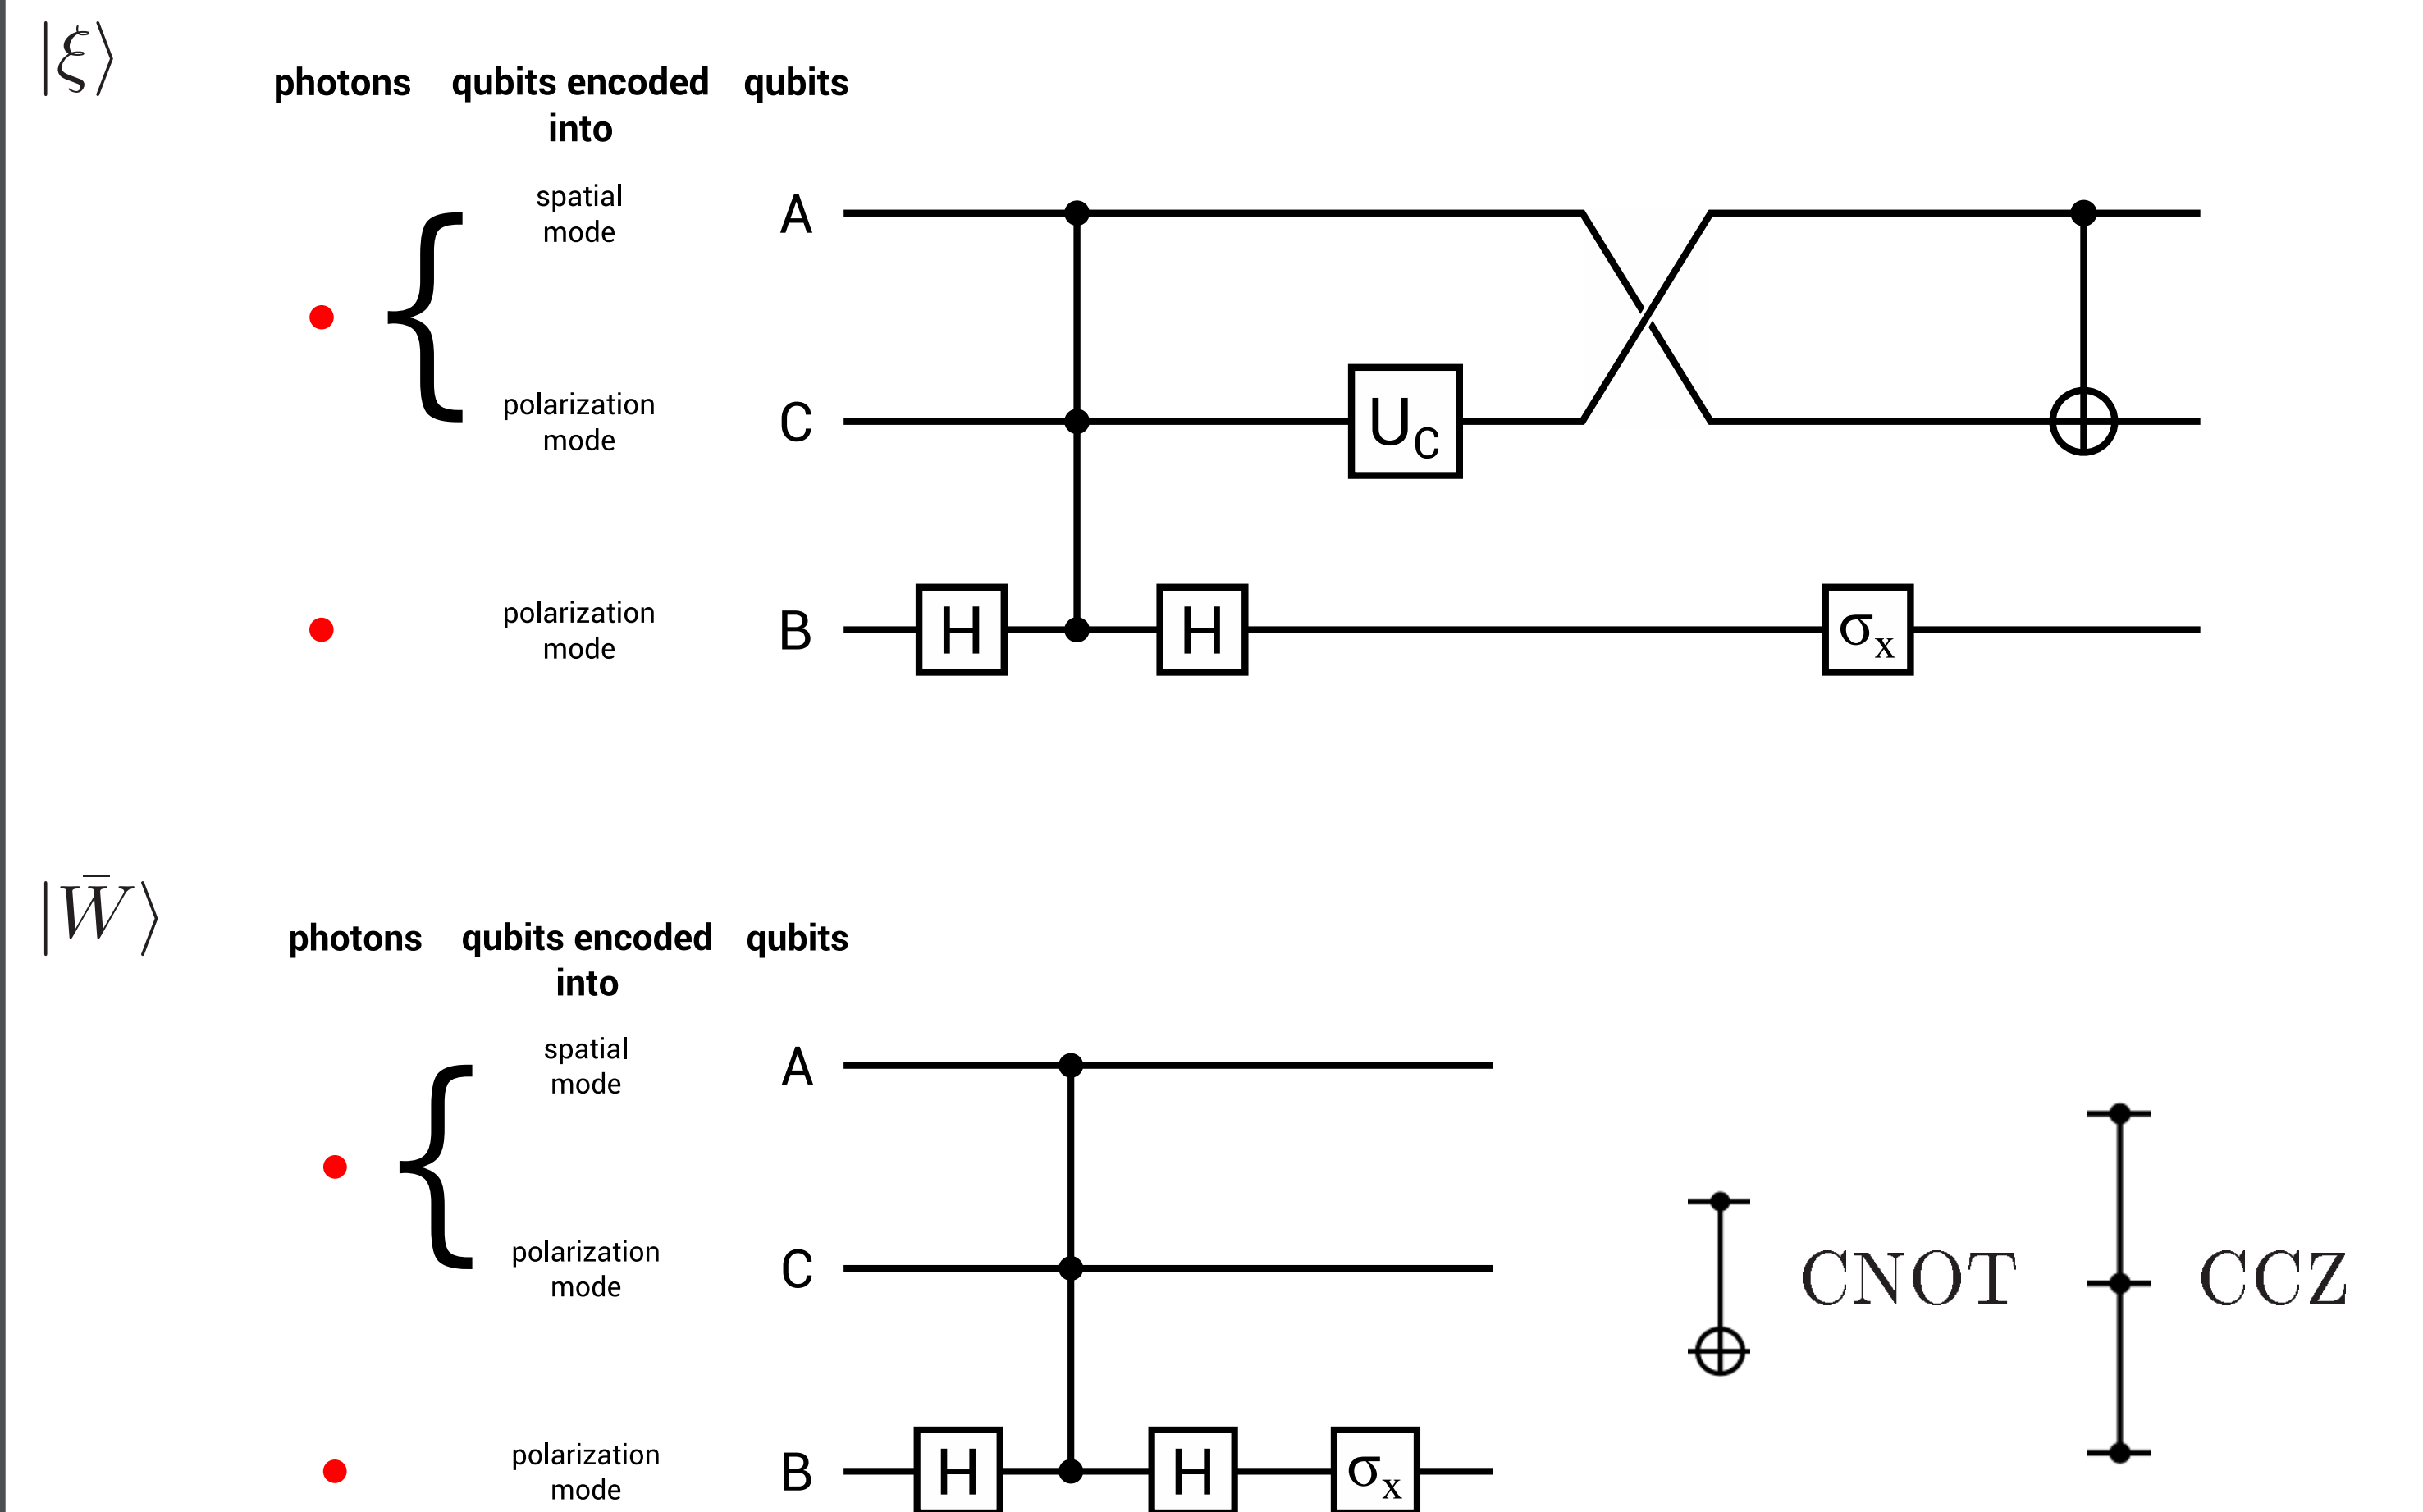 |ξ⟩
photons qubits encoded qubits
into
spatial
mode
A
polarization
mode
C
U_C
polarization
mode
B
H
H
σ_x
|W̄⟩
photons qubits encoded qubits
into
spatial
mode
A
polarization
mode
C
CNOT
CCZ
polarization
mode
B
H
H
σ_x